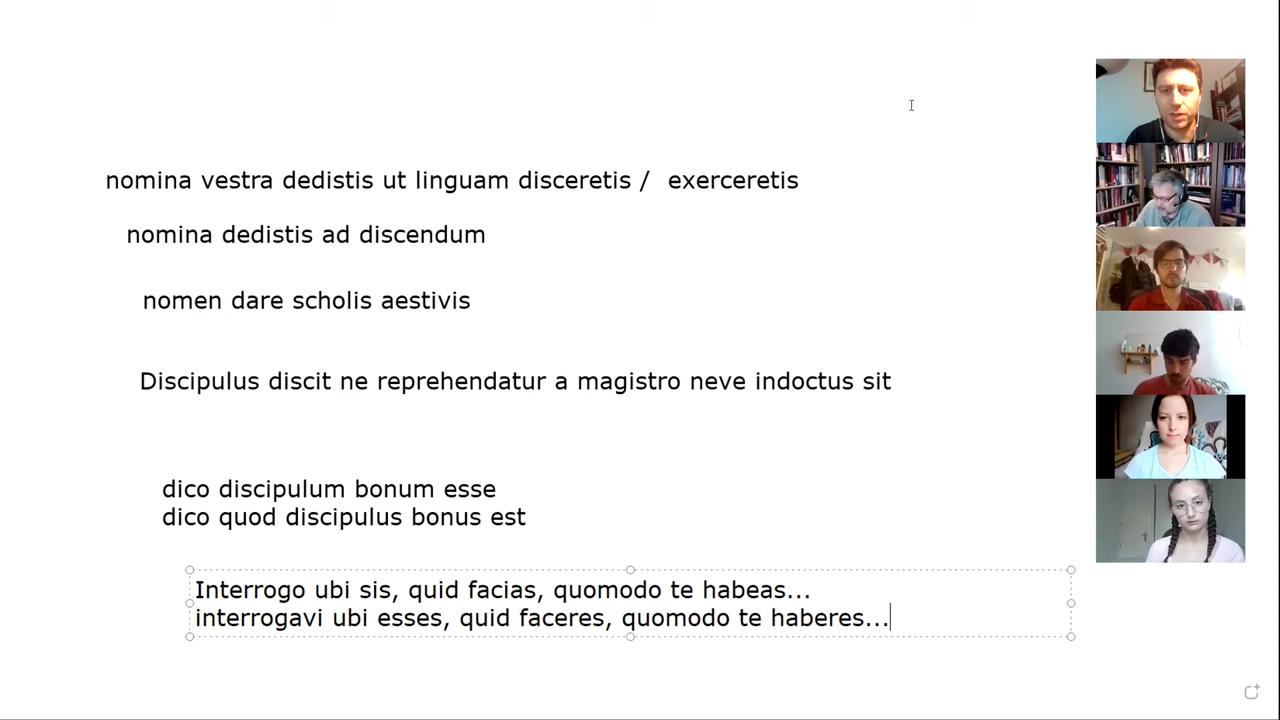 nomina vestra dedistis ut linguam disceretis / exerceretis
nomina dedistis ad discendum
nomen dare scholis aestivis
Discipulus discit ne reprehendatur a magistro neve indoctus sit
dico discipulum bonum esse
dico quod discipulus bonus est
Interrogo ubi sis, quid facias, quomodo te habeas...
interrogavi ubi esses, quid faceres, quomodo te haberes...